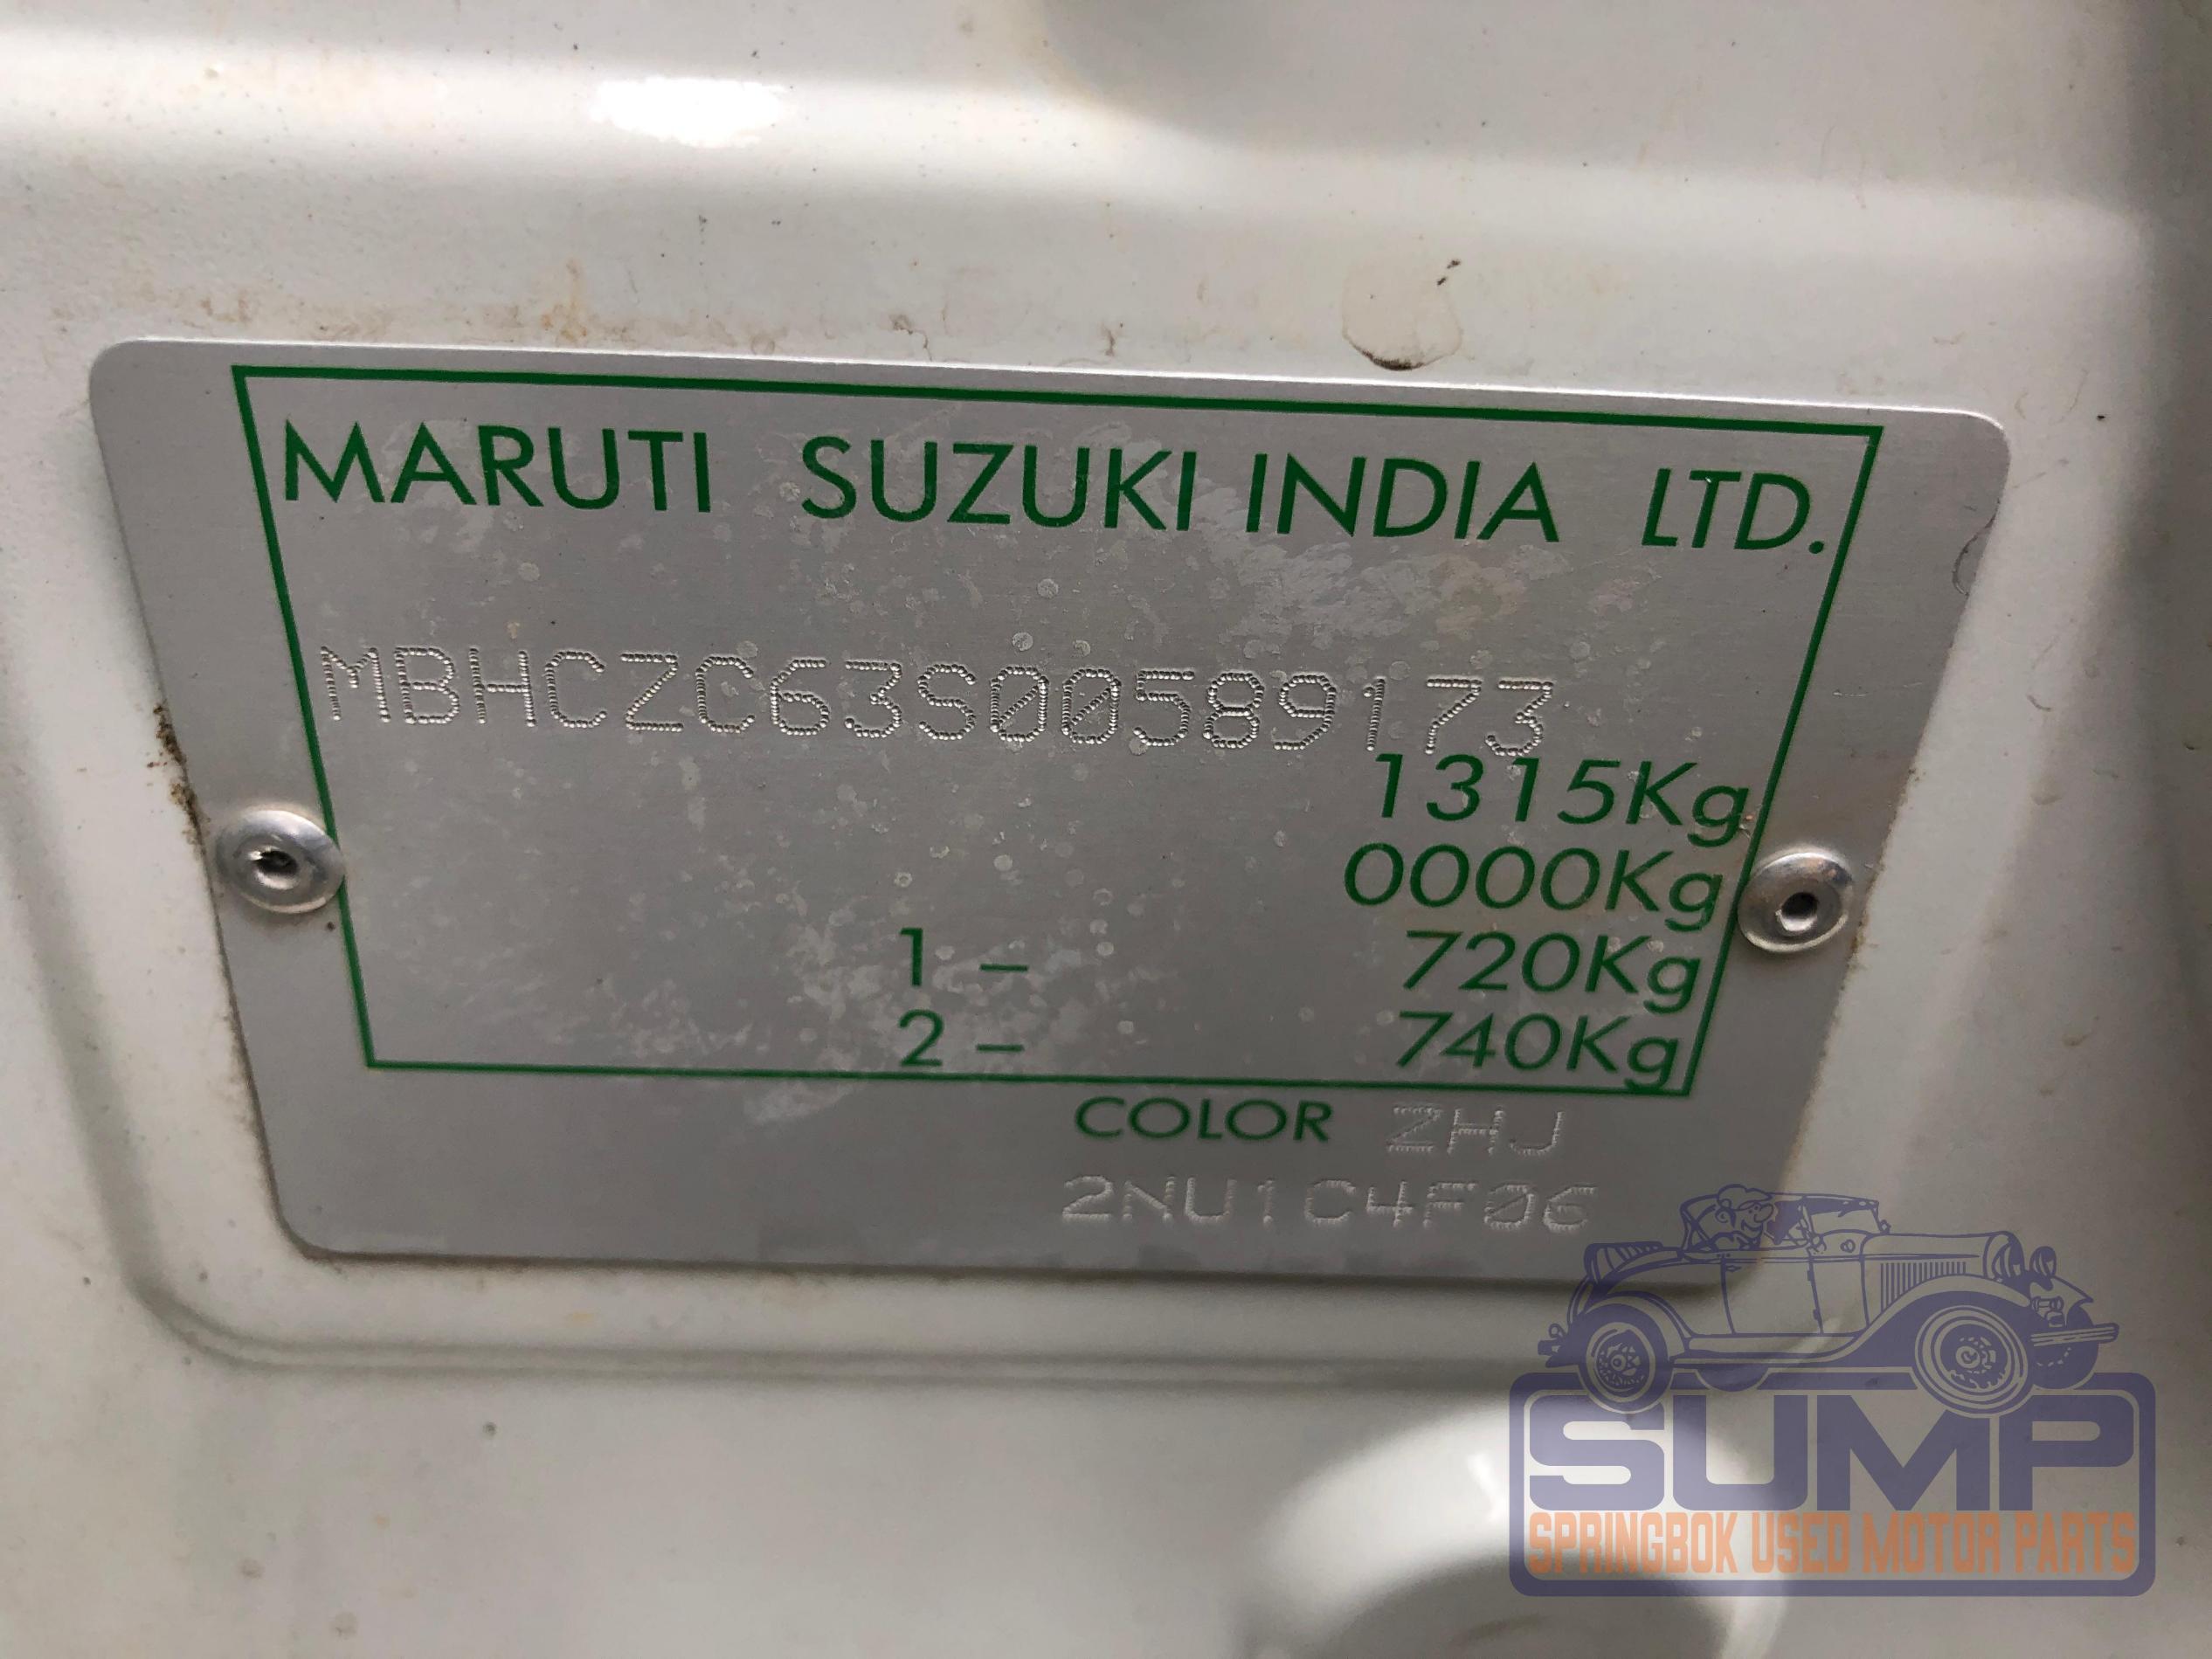 MARUTI SUZUKI INDIA LTD.
MBHCZC63S00589173
1315Kg
0000Kg
1 – 720Kg
2 – 740Kg
COLOR ZHJ
2NU1C4F06
SUMP
SPRINGBOK USED MOTOR PARTS